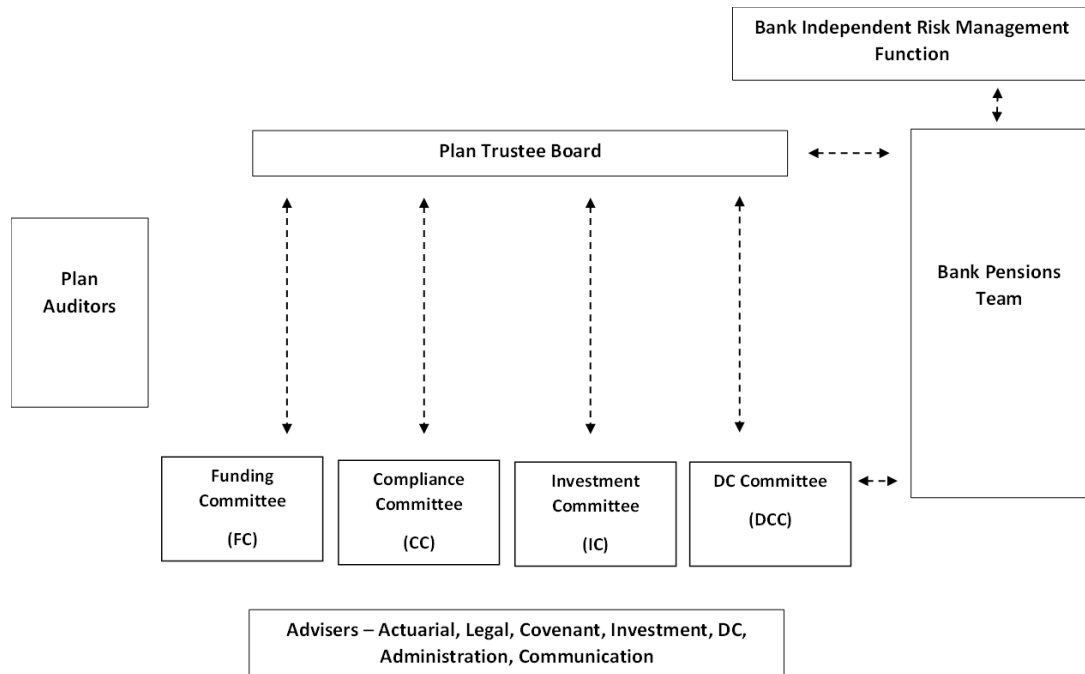 Bank Independent Risk Management
Function
Plan Trustee Board
Plan
Auditors
Bank Pensions
Team
Funding
Committee
(FC)
Compliance
Committee
(CC)
Investment
Committee
(IC)
DC Committee
(DCC)
Advisers – Actuarial, Legal, Covenant, Investment, DC,
Administration, Communication